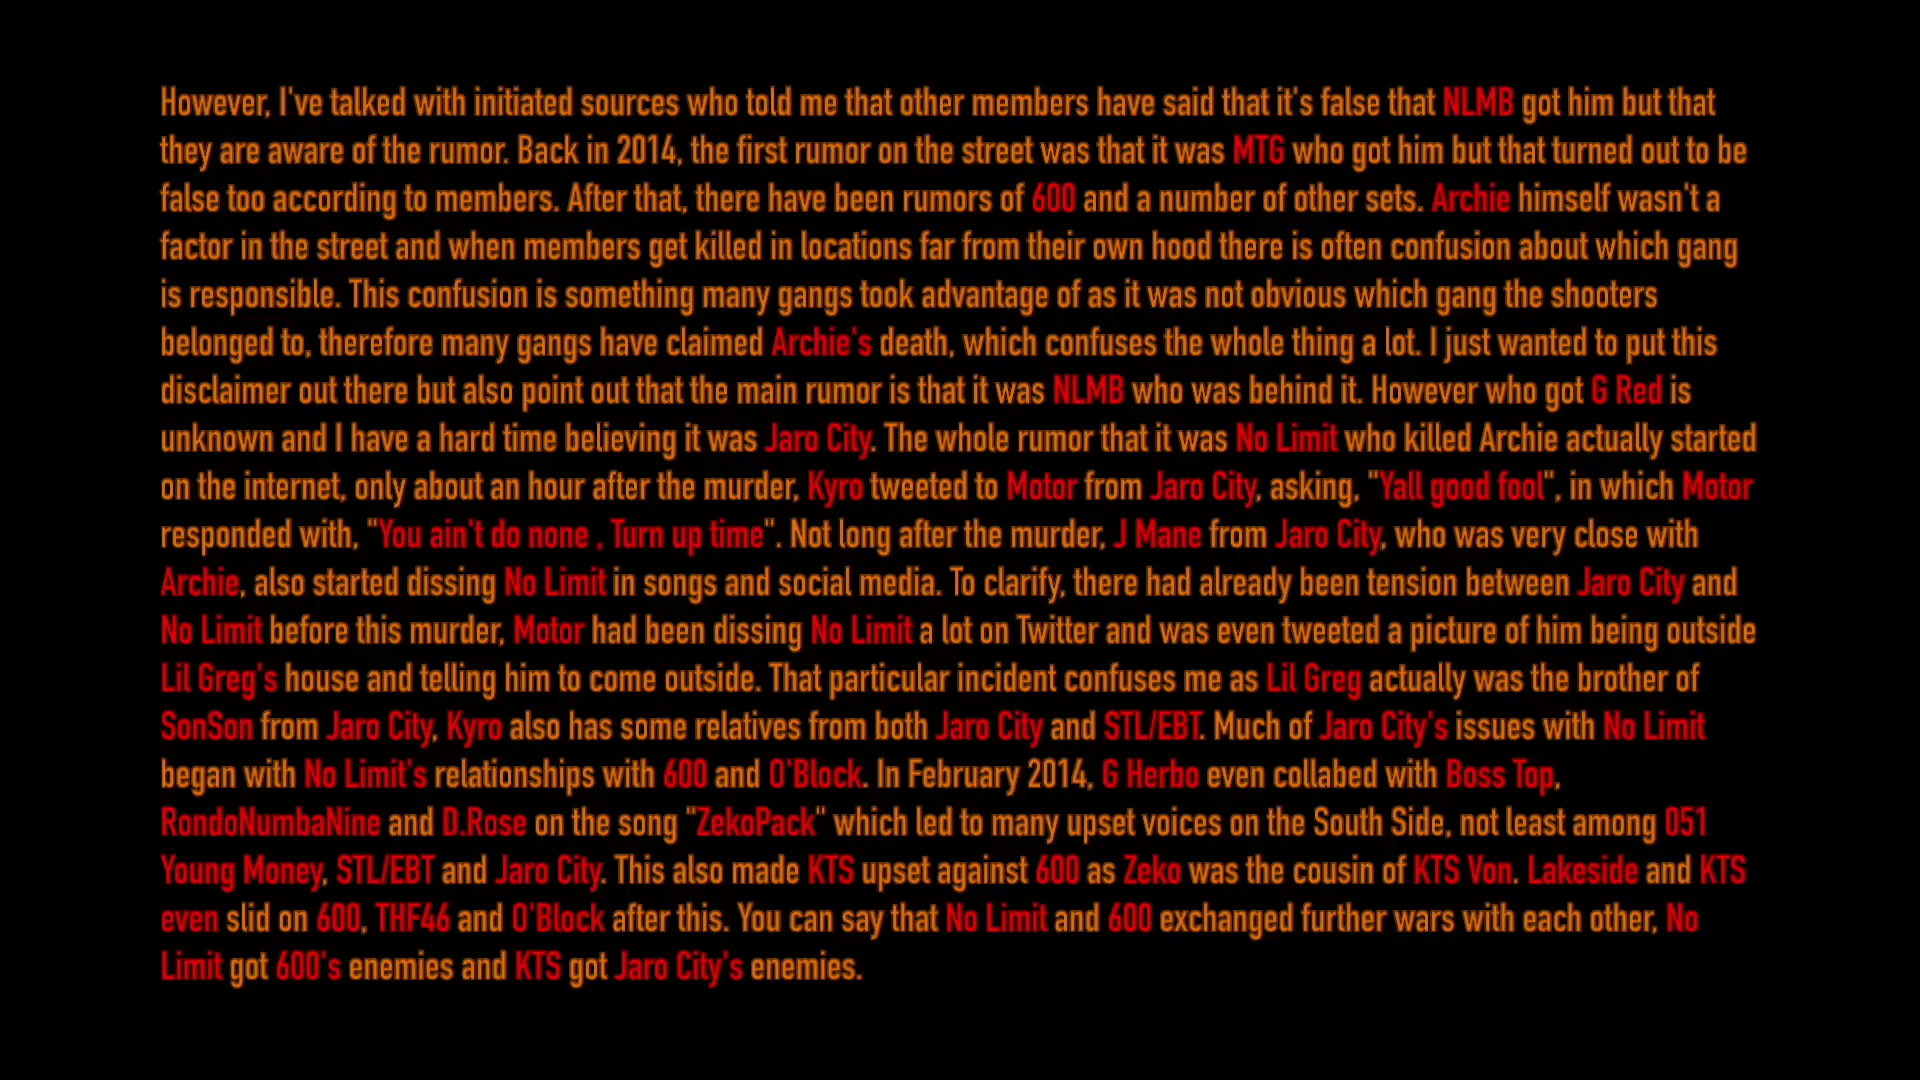 However, I've talked with initiated sources who told me that other members have said that it's false that NLMB got him but that
they are aware of the rumor. Back in 2014, the first rumor on the street was that it was MTG who got him but that turned out to be
false too according to members. After that, there have been rumors of 600 and a number of other sets. Archie himself wasn't a
factor in the street and when members get killed in locations far from their own hood there is often confusion about which gang
is responsible. This confusion is something many gangs took advantage of as it was not obvious which gang the shooters
belonged to, therefore many gangs have claimed Archie's death, which confuses the whole thing a lot. I just wanted to put this
disclaimer out there but also point out that the main rumor is that it was NLMB who was behind it. However who got G Red is
unknown and I have a hard time believing it was Jaro City. The whole rumor that it was No Limit who killed Archie actually started
on the internet, only about an hour after the murder, Kyro tweeted to Motor from Jaro City, asking, "Yall good fool", in which Motor
responded with, "You ain't do none , Turn up time". Not long after the murder, J Mane from Jaro City, who was very close with
Archie, also started dissing No Limit in songs and social media. To clarify, there had already been tension between Jaro City and
No Limit before this murder, Motor had been dissing No Limit a lot on Twitter and was even tweeted a picture of him being outside
Lil Greg's house and telling him to come outside. That particular incident confuses me as Lil Greg actually was the brother of
SonSon from Jaro City, Kyro also has some relatives from both Jaro City and STL/EBT. Much of Jaro City's issues with No Limit
began with No Limit's relationships with 600 and O'Block. In February 2014, G Herbo even collabed with Boss Top,
RondoNumbaNine and D.Rose on the song "ZekoPack" which led to many upset voices on the South Side, not least among 051
Young Money, STL/EBT and Jaro City. This also made KTS upset against 600 as Zeko was the cousin of KTS Von. Lakeside and KTS
even slid on 600, THF46 and O'Block after this. You can say that No Limit and 600 exchanged further wars with each other, No
Limit got 600's enemies and KTS got Jaro City's enemies.